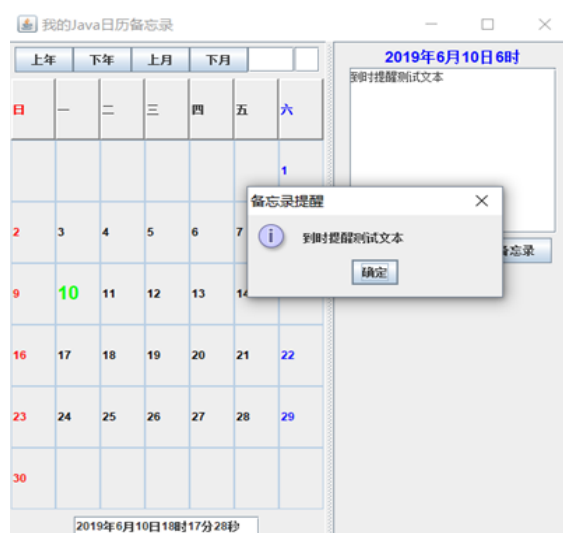 我的Java日历备忘录
上年 下年 上月 下月
2019年6月10日6时
到时提醒测试文本
日 一 二 三 四 五 六
1
备忘录提醒
到时提醒测试文本
确定
备忘录
2 3 4 5 6 7
9 10 11 12 13 14
16 17 18 19 20 21 22
23 24 25 26 27 28 29
30
2019年6月10日18时17分28秒